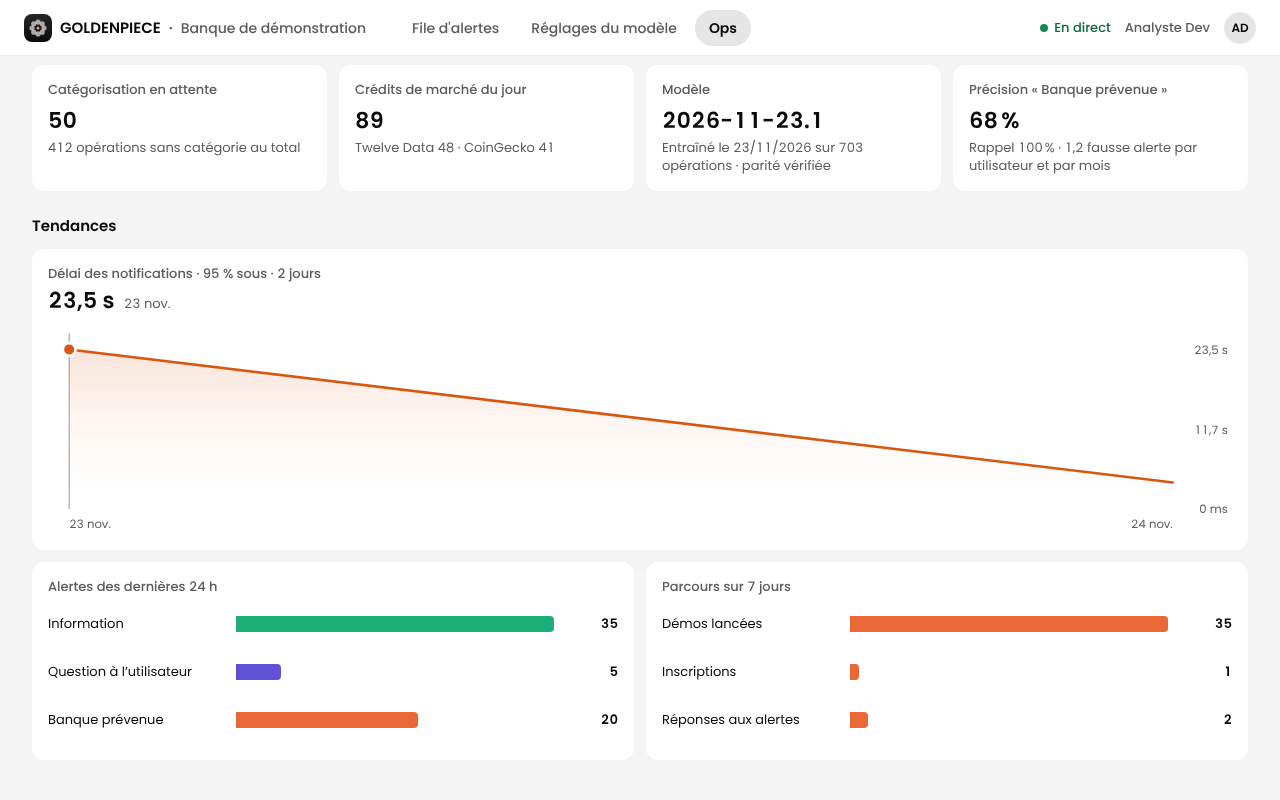 GOLDENPIECE · Banque de démonstration
File d'alertes
Réglages du modèle
Ops
En direct
Analyste Dev
AD
Catégorisation en attente
50
412 opérations sans catégorie au total
Crédits de marché du jour
89
Twelve Data 48 · CoinGecko 41
Modèle
2026-11-23.1
Entraîné le 23/11/2026 sur 703
opérations · parité vérifiée
Précision « Banque prévenue »
68 %
Rappel 100 % · 1,2 fausse alerte par
utilisateur et par mois
Tendances
Délai des notifications · 95 % sous · 2 jours
23,5 s 23 nov.
23,5 s
11,7 s
0 ms
23 nov.
24 nov.
Alertes des dernières 24 h
Information 35
Question à l’utilisateur 5
Banque prévenue 20
Parcours sur 7 jours
Démos lancées 35
Inscriptions 1
Réponses aux alertes 2